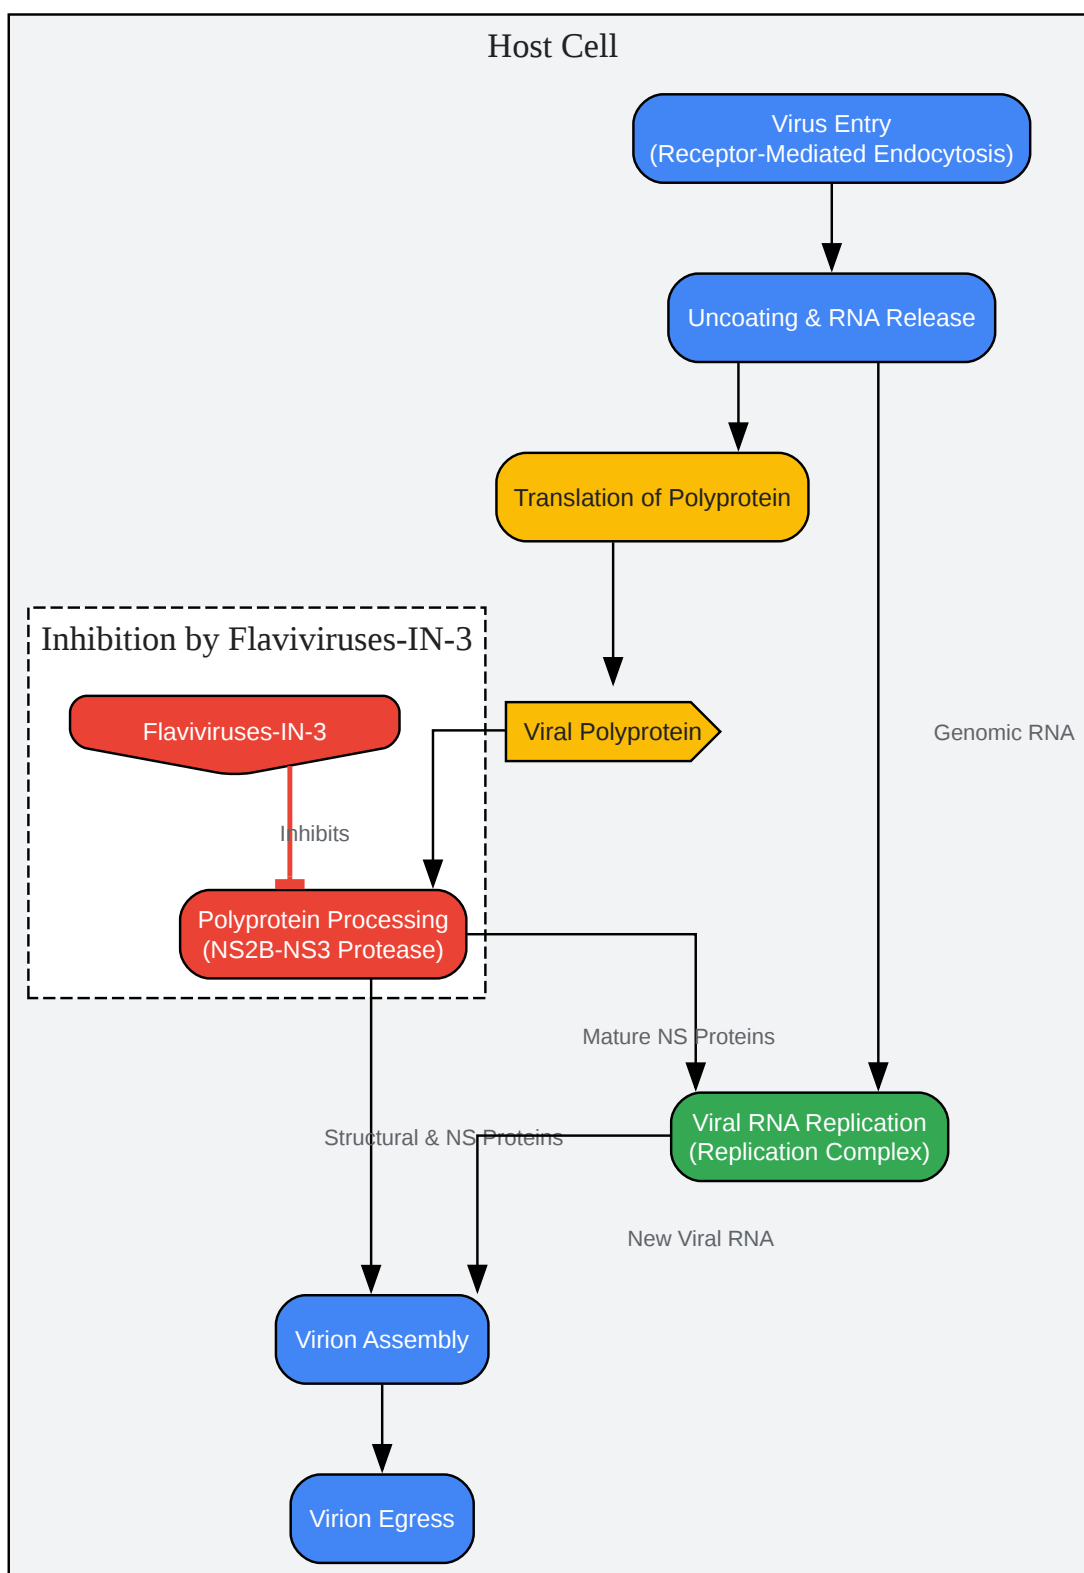 Host Cell
Virus Entry
(Receptor-Mediated Endocytosis)
Uncoating & RNA Release
Translation of Polyprotein
Inhibition by Flaviviruses-IN-3
Flaviviruses-IN-3
Viral Polyprotein
Genomic RNA
Inhibits
Polyprotein Processing
(NS2B-NS3 Protease)
Mature NS Proteins
Viral RNA Replication
(Replication Complex)
Structural & NS Proteins
New Viral RNA
Virion Assembly
Virion Egress